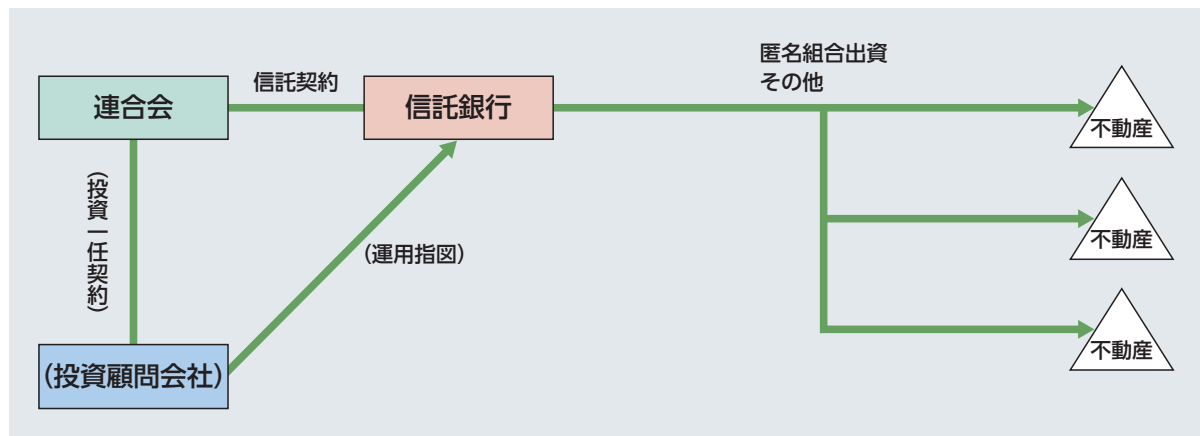 匿名組合出資
その他
信託契約
連合会
信託銀行
不動産
(投資一任契約)
不動産
(運用指図)
不動産
(投資顧問会社)